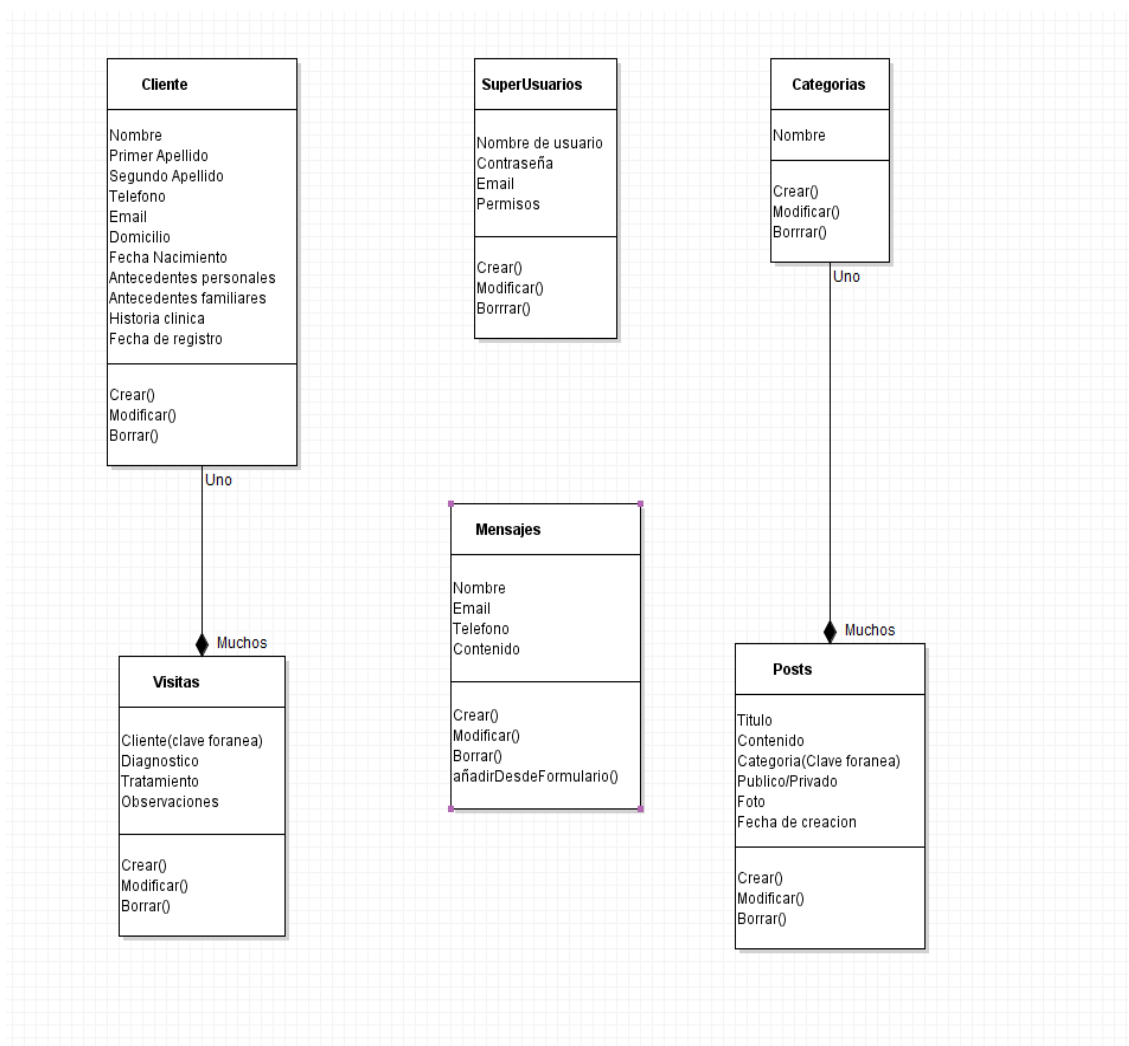 Cliente
Nombre
Primer Apellido
Segundo Apellido
Telefono
Email
Domicilio
Fecha Nacimiento
Antecedentes personales
Antecedentes familiares
Historia clinica
Fecha de registro
Crear()
Modificar()
Borrar()
Uno
Muchos
Visitas
Cliente(clave foranea)
Diagnostico
Tratamiento
Observaciones
Crear()
Modificar()
Borrar()
SuperUsuarios
Nombre de usuario
Contraseña
Email
Permisos
Crear()
Modificar()
Borrrar()
Mensajes
Nombre
Email
Telefono
Contenido
Crear()
Modificar()
Borrar()
añadirDesdeFormulario()
Categorias
Nombre
Crear()
Modificar()
Borrrar()
Uno
Muchos
Posts
Titulo
Contenido
Categoria(Clave foranea)
Publico/Privado
Foto
Fecha de creacion
Crear()
Modificar()
Borrar()